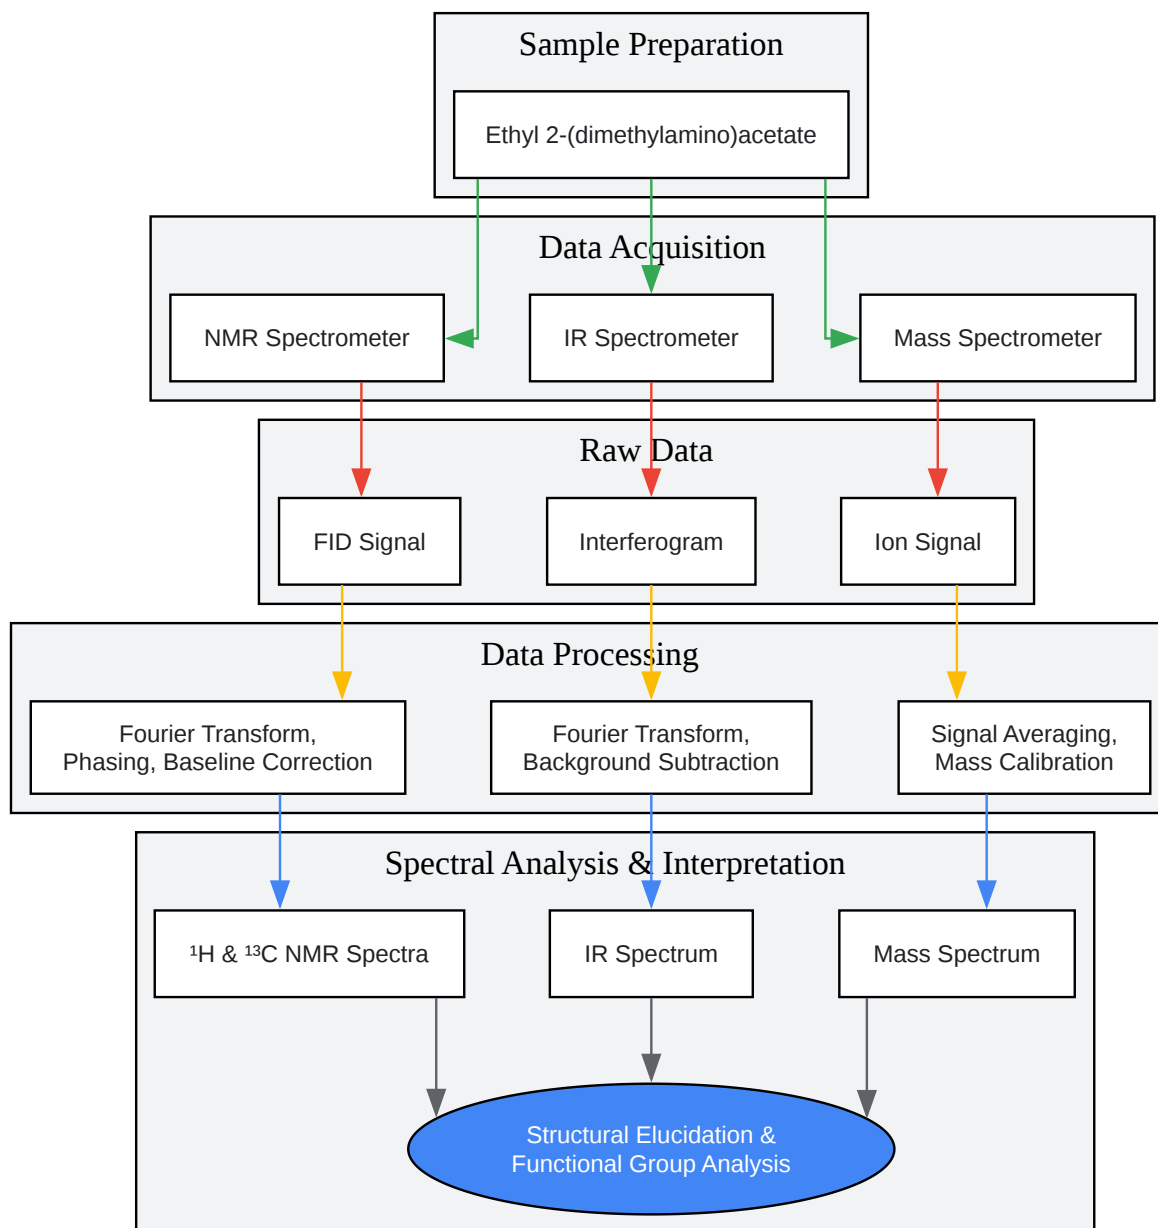 Sample Preparation
Ethyl 2-(dimethylamino)acetate
Data Acquisition
NMR Spectrometer
IR Spectrometer
Mass Spectrometer
Raw Data
FID Signal
Interferogram
Ion Signal
Data Processing
Fourier Transform,
Phasing, Baseline Correction
Fourier Transform,
Background Subtraction
Signal Averaging,
Mass Calibration
Spectral Analysis & Interpretation
¹H & ¹³C NMR Spectra
IR Spectrum
Mass Spectrum
Structural Elucidation &
Functional Group Analysis